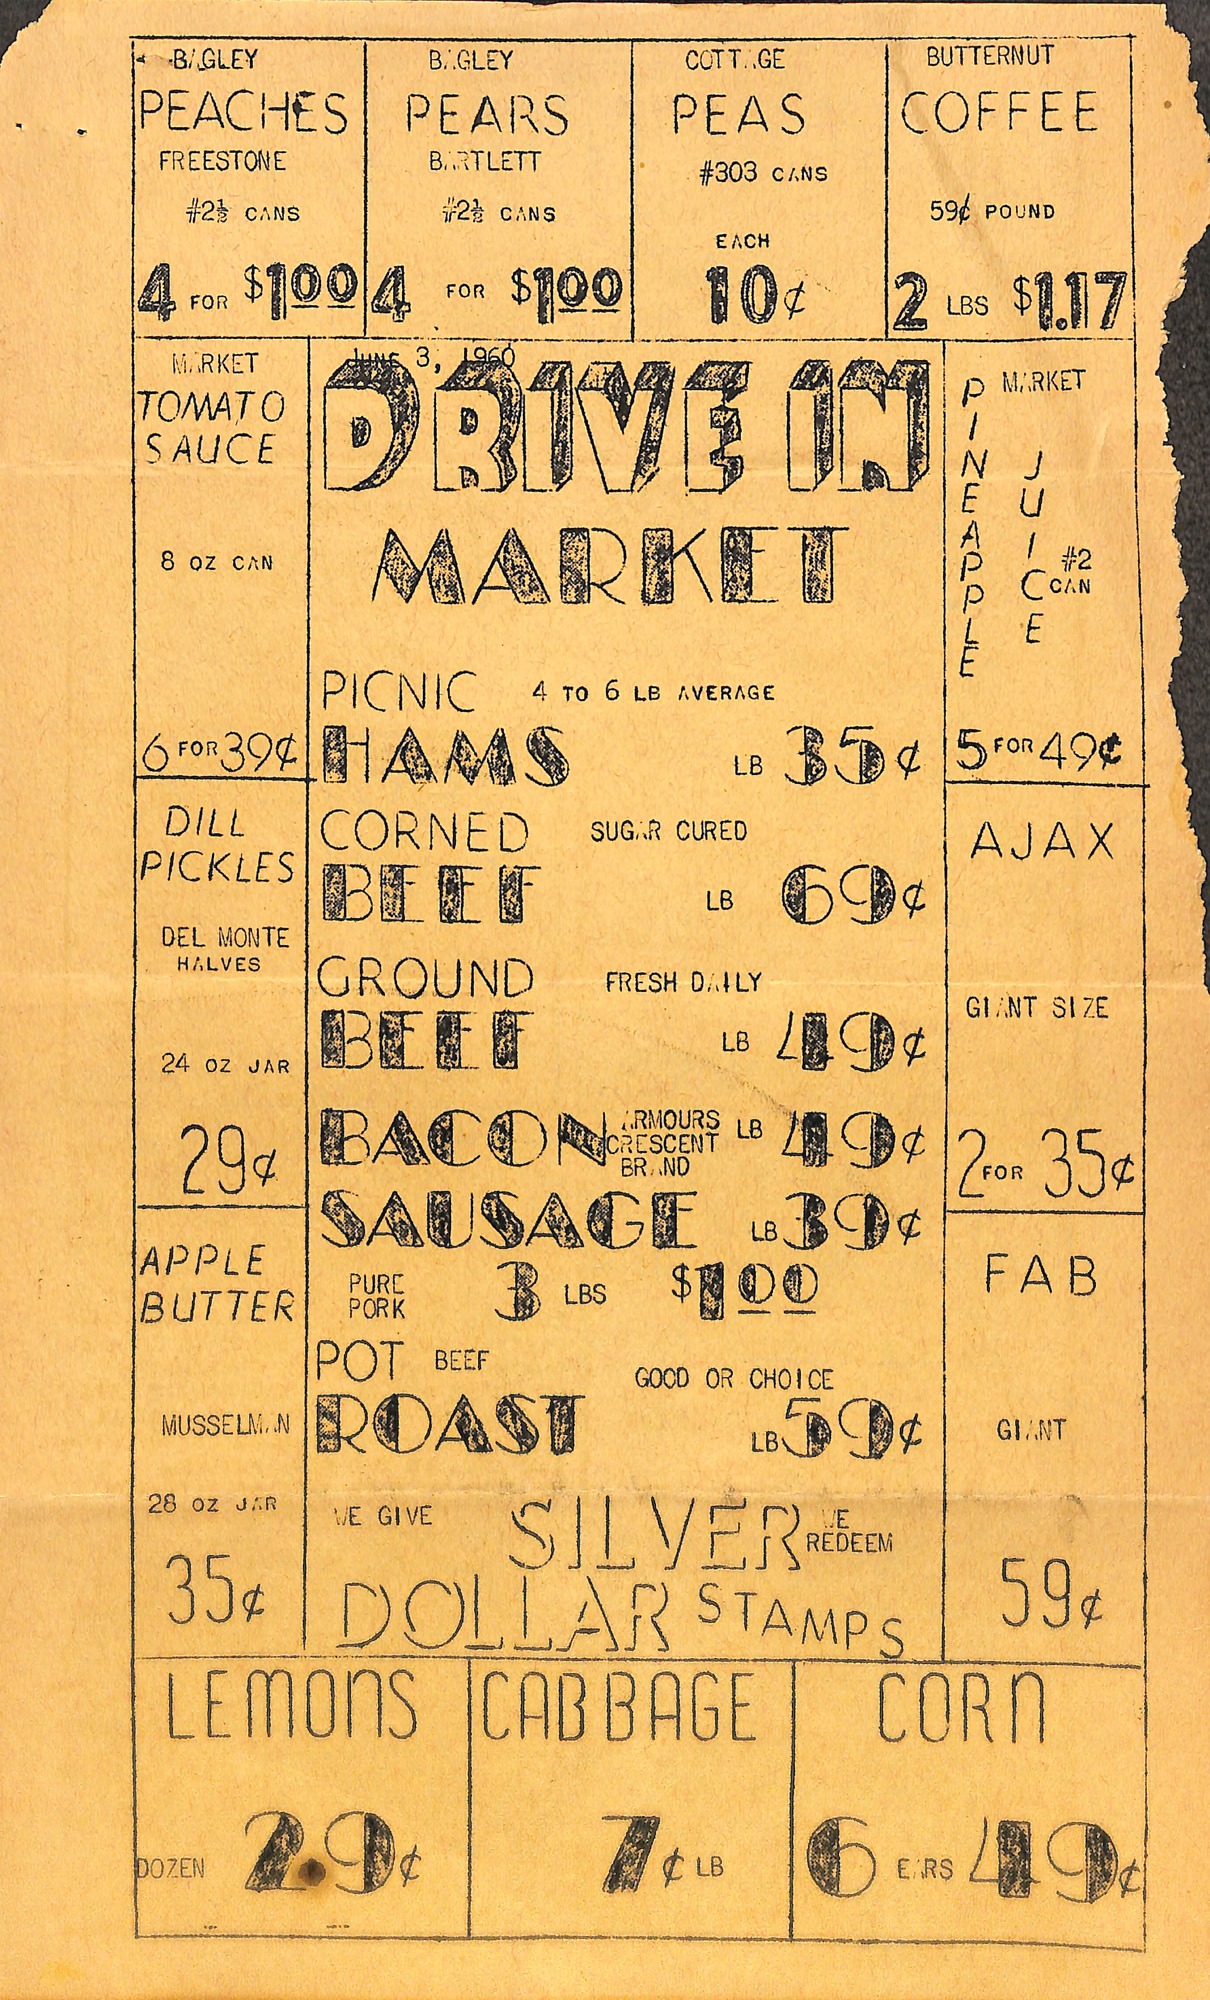 BAGLEY
PEACHES
FREESTONE
#2½ CANS
4 FOR $1.00
BAGLEY
PEARS
BARTLETT
#2½ CANS
4 FOR $1.00
COTTAGE
PEAS
#303 CANS
EACH
10¢
BUTTERNUT
COFFEE
59¢ POUND
2 LBS $1.17
MARKET
TOMATO
SAUCE
8 OZ CAN
6 FOR 39¢
DILL
PICKLES
DEL MONTE
HALVES
24 OZ JAR
29¢
APPLE
BUTTER
MUSSELMAN
28 OZ JAR
35¢
JUNE 3, 1960
DRIVE IN
MARKET
PICNIC 4 TO 6 LB AVERAGE
HAMS LB 35¢
CORNED SUGAR CURED
BEEF LB 69¢
GROUND FRESH DAILY
BEEF LB 49¢
BACON ARMOURS CRESCENT BRAND LB 49¢
SAUSAGE LB 39¢
PURE PORK 3 LBS $1.00
POT BEEF GOOD OR CHOICE
ROAST LB 59¢
WE GIVE SILVER WE REDEEM
DOLLAR STAMPS
MARKET
PINEAPPLE
JUICE
#2
CAN
5 FOR 49¢
AJAX
GIANT SIZE
2 FOR 35¢
FAB
GIANT
59¢
LEMONS
DOZEN 29¢
CABBAGE
7¢ LB
CORN
6 EARS 49¢